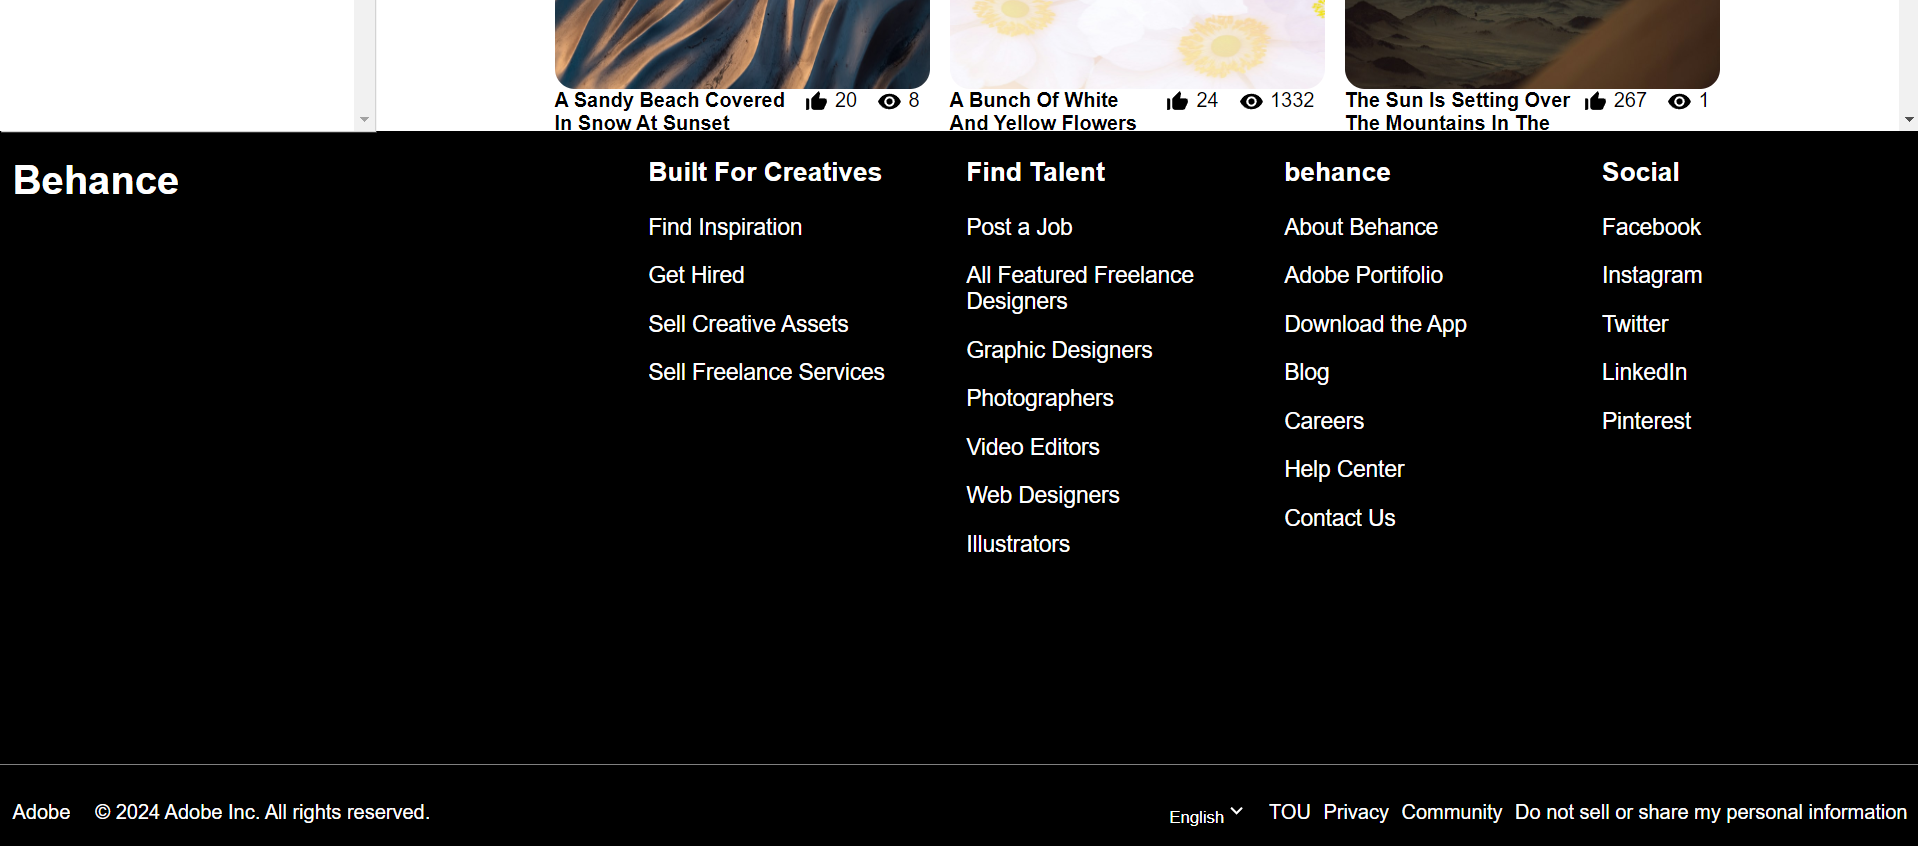 A Sandy Beach Covered
In Snow At Sunset
20 8
A Bunch Of White
And Yellow Flowers
24 1332
The Sun Is Setting Over
The Mountains In The
267 1
Behance
Built For Creatives
Find Inspiration
Get Hired
Sell Creative Assets
Sell Freelance Services
Find Talent
Post a Job
All Featured Freelance
Designers
Graphic Designers
Photographers
Video Editors
Web Designers
Illustrators
behance
About Behance
Adobe Portifolio
Download the App
Blog
Careers
Help Center
Contact Us
Social
Facebook
Instagram
Twitter
LinkedIn
Pinterest
Adobe © 2024 Adobe Inc. All rights reserved.
English TOU Privacy Community Do not sell or share my personal information